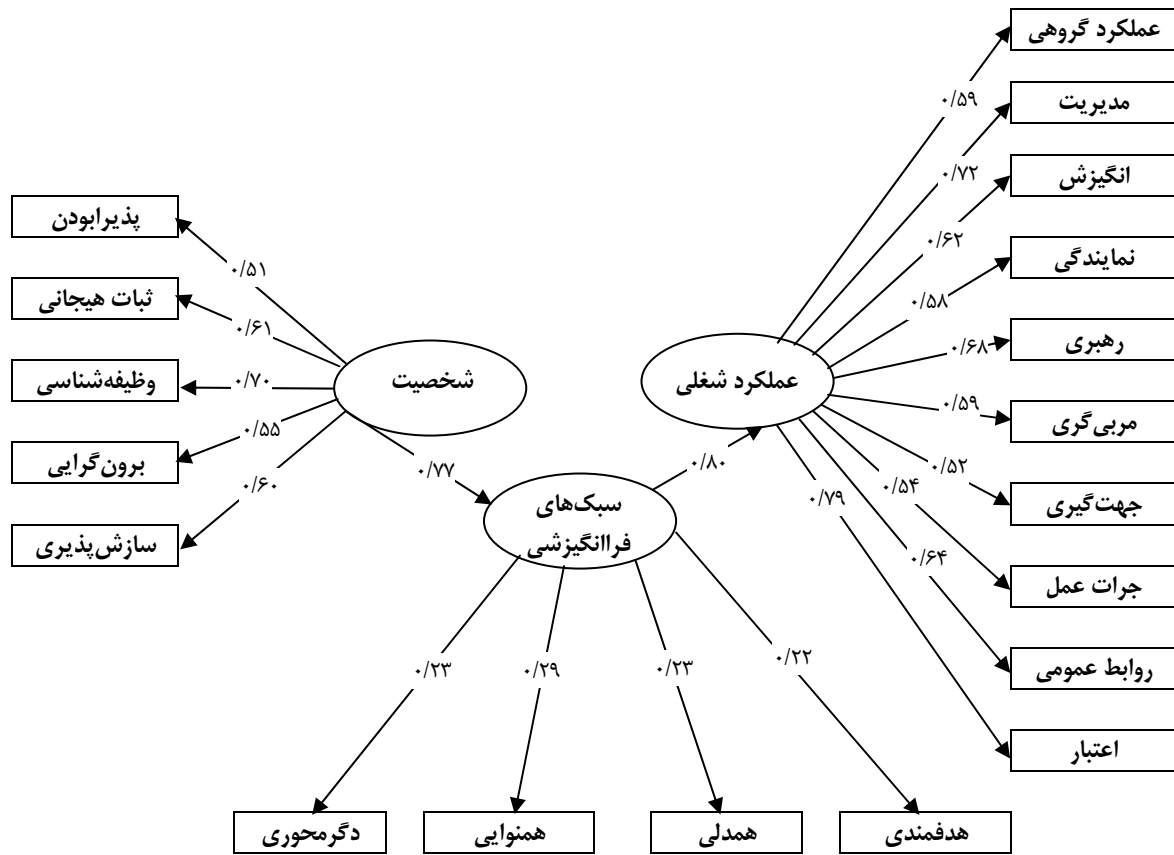 عملکرد گروهی
۰/۵۹
مدیریت
۰/۷۲
انگیزش
۰/۶۲
نمایندگی
۰/۵۸
رهبری
۰/۶۸
مربی‌گری
۰/۵۹
جهت‌گیری
۰/۵۲
جرات عمل
۰/۵۴
روابط عمومی
۰/۶۴
اعتبار
۰/۷۹
عملکرد شغلی
۰/۸۰
پذیرابودن
۰/۵۱
ثبات هیجانی
۰/۶۱
وظیفه‌شناسی
۰/۷۰
برون‌گرایی
۰/۵۵
سازش‌پذیری
۰/۶۰
شخصیت
۰/۷۷
سبک‌های
فراانگیزشی
۰/۲۲
۰/۲۳
۰/۲۹
۰/۲۳
هدفمندی
همدلی
همنوایی
دگرمحوری